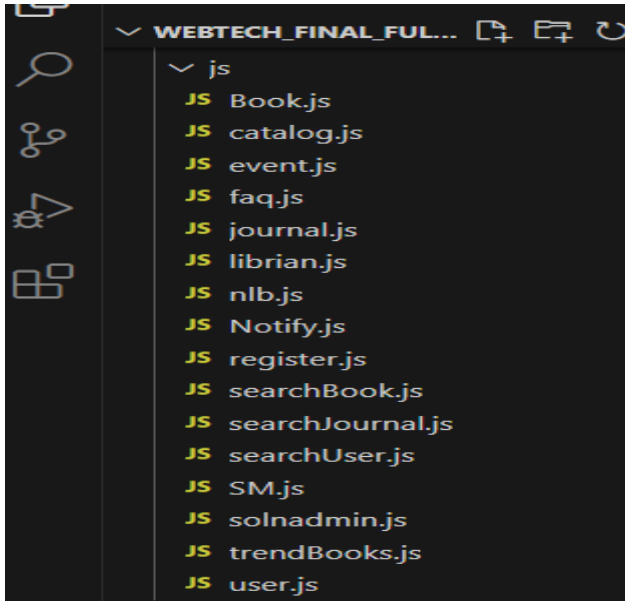 WEBTECH_FINAL_FUL...
js
JS Book.js
JS catalog.js
JS event.js
JS faq.js
JS journal.js
JS librian.js
JS nlb.js
JS Notify.js
JS register.js
JS searchBook.js
JS searchJournal.js
JS searchUser.js
JS SM.js
JS solnadmin.js
JS trendBooks.js
JS user.js